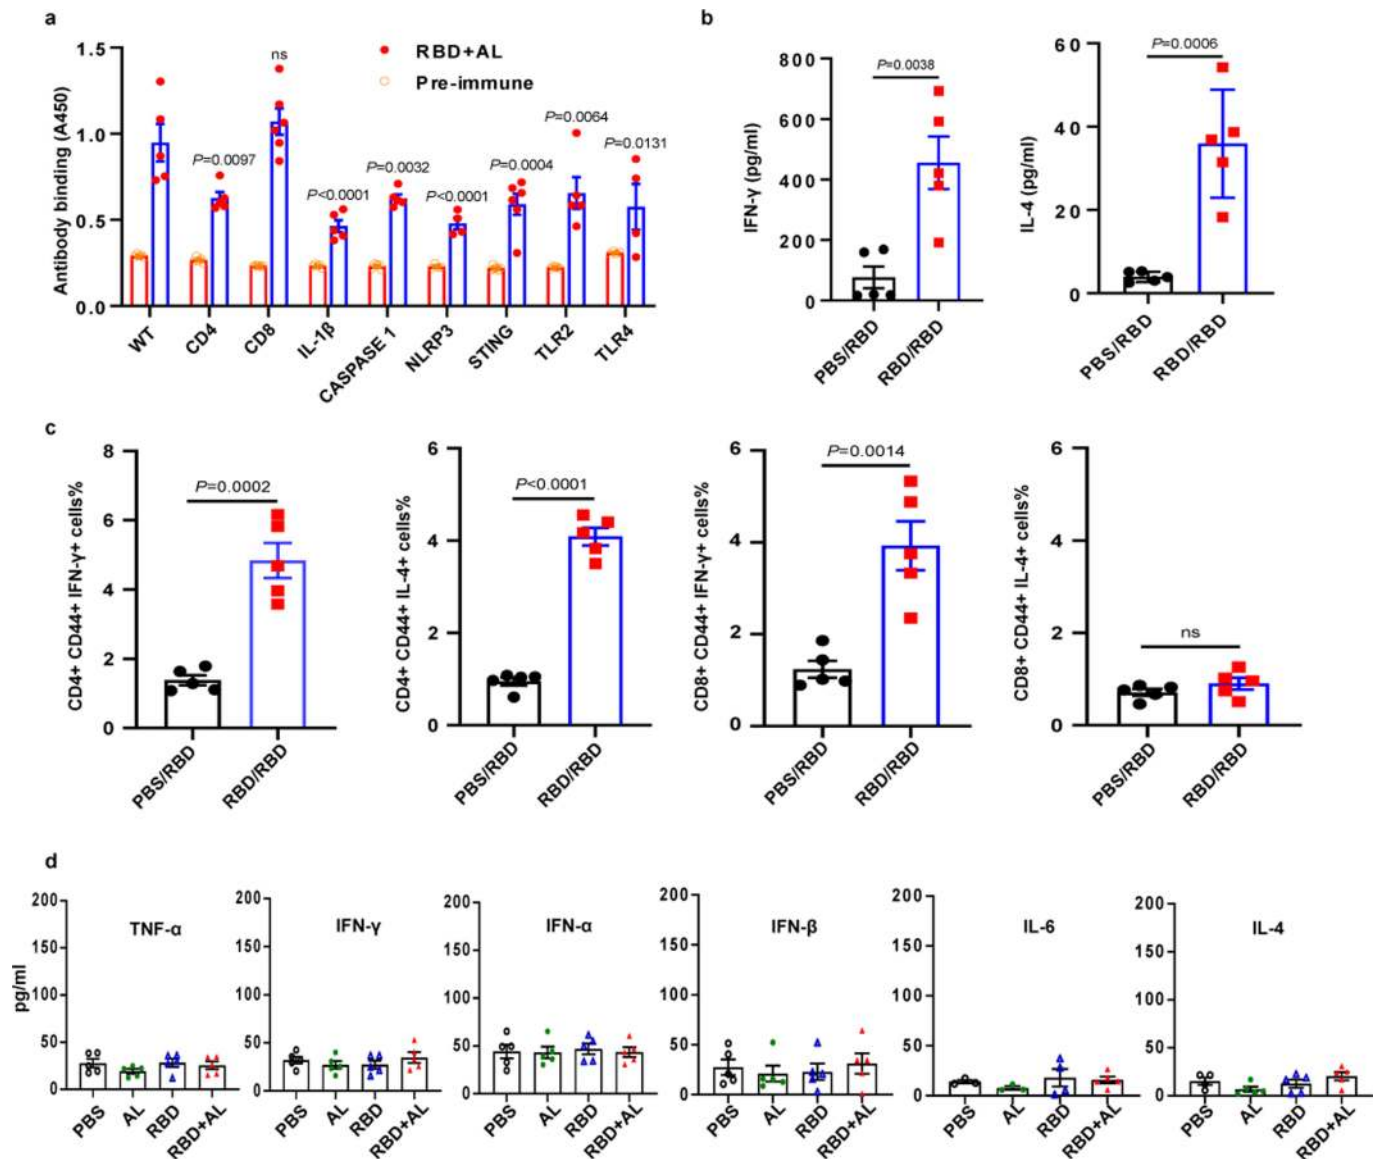 a
1.5
1.0
0.5
0.0
Antibody binding (A450)
RBD+AL
Pre-immune
P=0.0097
ns
P<0.0001
P=0.0032
P<0.0001
P=0.0004
P=0.0064
P=0.0131
WT
CD4
CD8
IL-1β
CASPASE 1
NLRP3
STING
TLR2
TLR4
b
800
600
400
200
0
IFN-γ (pg/ml)
P=0.0038
PBS/RBD
RBD/RBD
60
40
20
0
IL-4 (pg/ml)
P=0.0006
PBS/RBD
RBD/RBD
c
8
6
4
2
0
CD4+ CD44+ IFN-γ+ cells%
P=0.0002
PBS/RBD
RBD/RBD
6
4
2
0
CD4+ CD44+ IL-4+ cells%
P<0.0001
PBS/RBD
RBD/RBD
6
4
2
0
CD8+ CD44+ IFN-γ+ cells%
P=0.0014
PBS/RBD
RBD/RBD
6
4
2
0
CD8+ CD44+ IL-4+ cells%
ns
PBS/RBD
RBD/RBD
d
200
150
100
50
0
pg/ml
TNF-α
PBS
AL
RBD
RBD+AL
200
150
100
50
0
IFN-γ
PBS
AL
RBD
RBD+AL
200
150
100
50
0
IFN-α
PBS
AL
RBD
RBD+AL
200
150
100
50
0
IFN-β
PBS
AL
RBD
RBD+AL
200
150
100
50
0
IL-6
PBS
AL
RBD
RBD+AL
200
150
100
50
0
IL-4
PBS
AL
RBD
RBD+AL